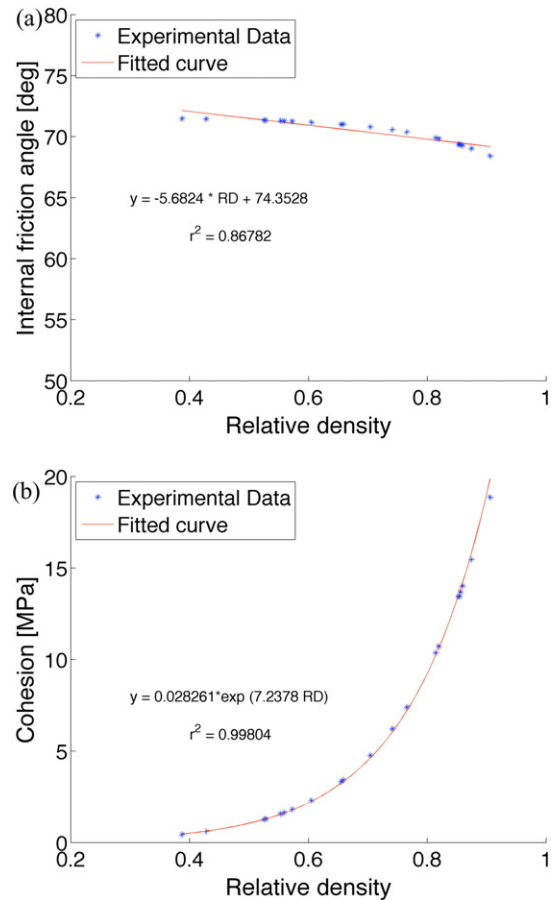 (a)
80
75
70
65
60
55
50
Internal friction angle [deg]
Experimental Data
Fitted curve
y = -5.6824 * RD + 74.3528
r² = 0.86782
0.2 0.4 0.6 0.8 1
Relative density
(b)
20
15
10
5
0
Cohesion [MPa]
Experimental Data
Fitted curve
y = 0.028261*exp (7.2378 RD)
r² = 0.99804
0.2 0.4 0.6 0.8 1
Relative density